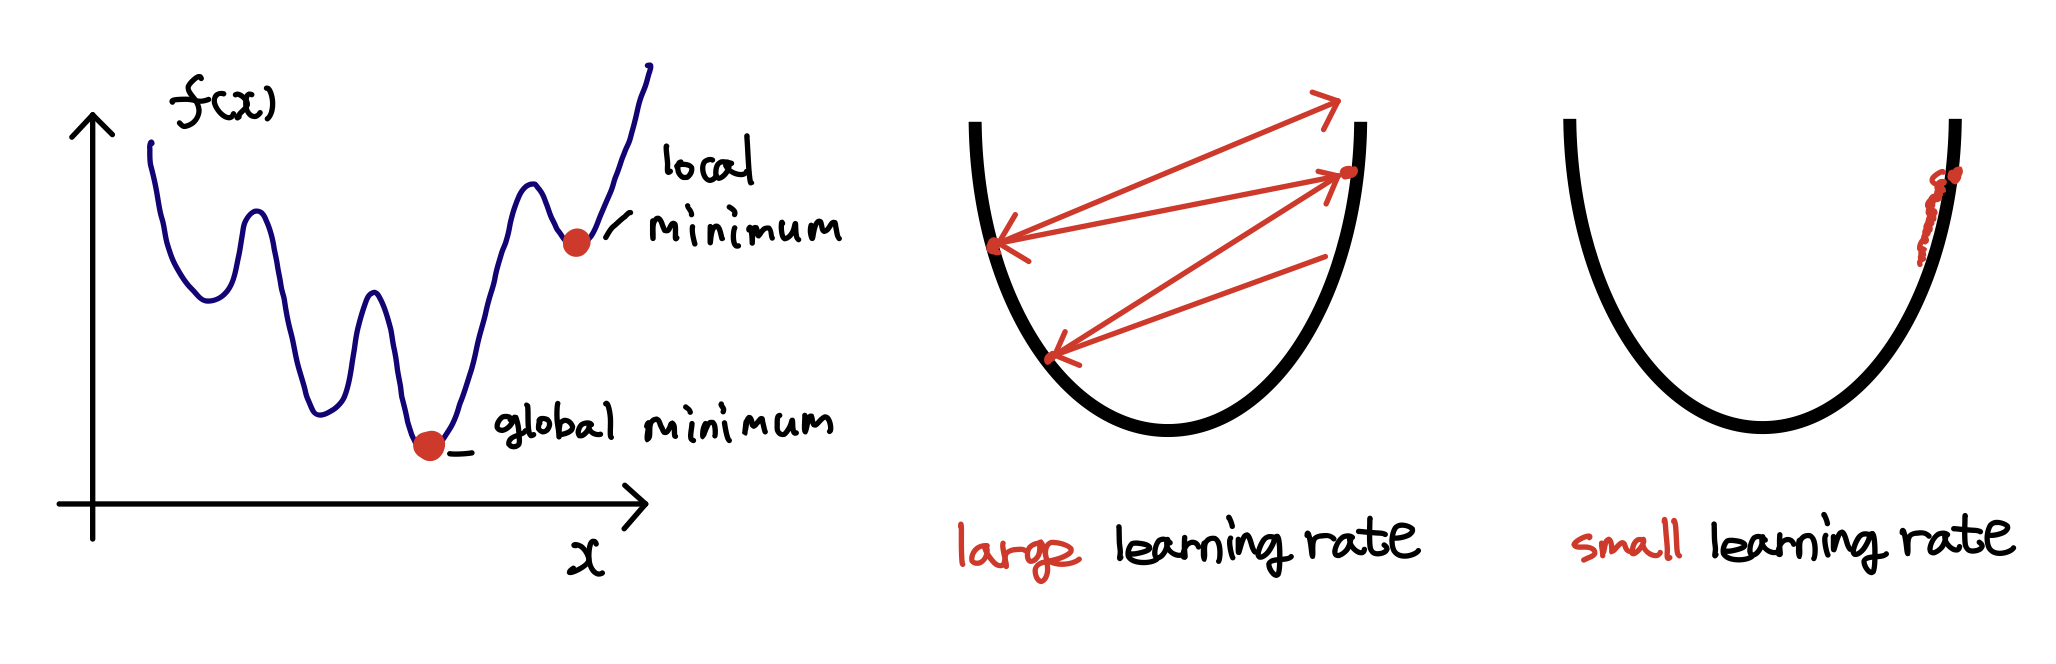 f(x)
local
minimum
global minimum
x
large learning rate
small learning rate